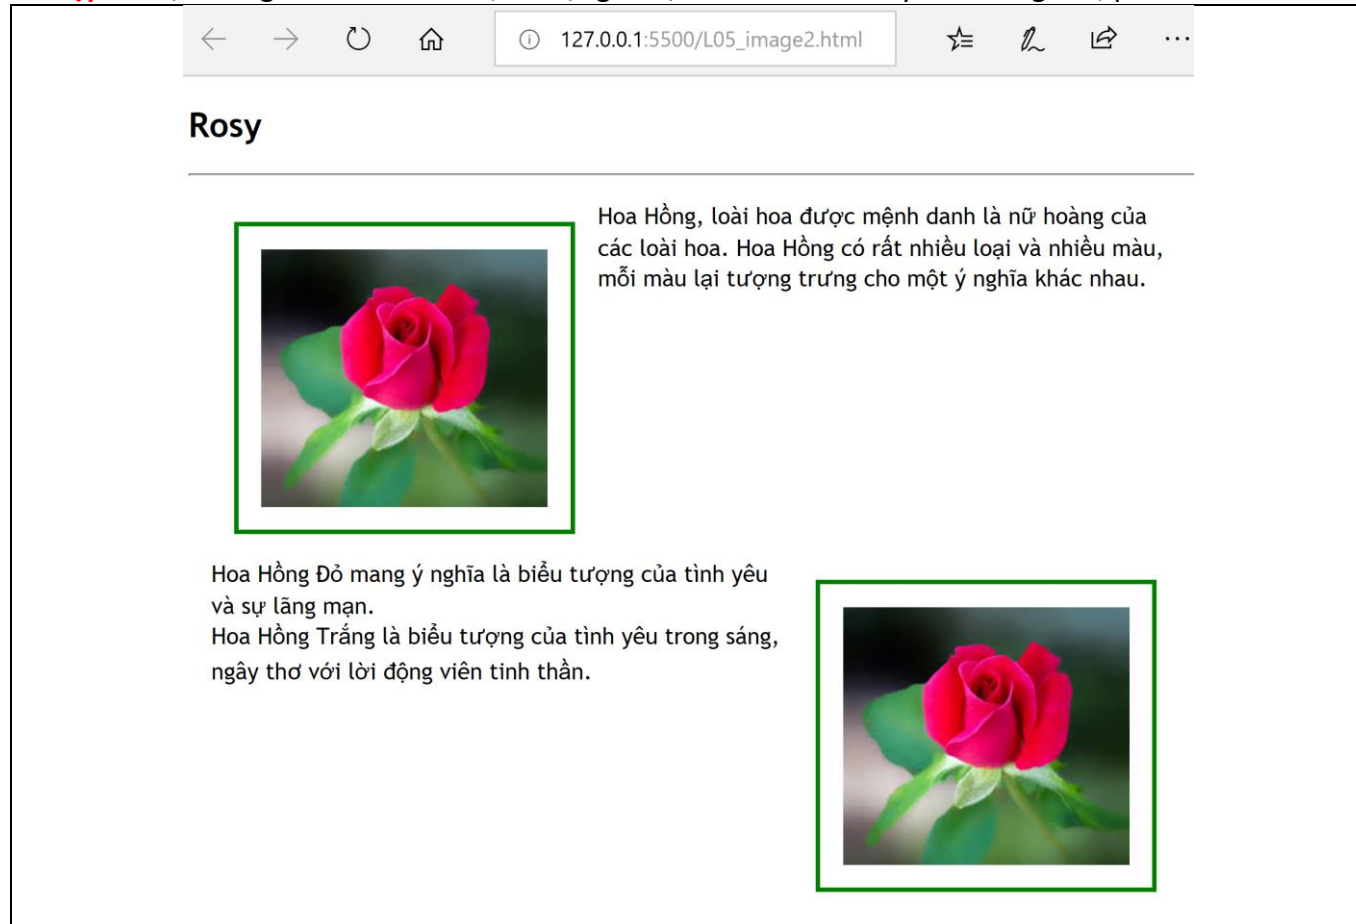 127.0.0.1:5500/L05_image2.html
Rosy
Hoa Hồng, loài hoa được mệnh danh là nữ hoàng của
các loài hoa. Hoa Hồng có rất nhiều loại và nhiều màu,
mỗi màu lại tượng trưng cho một ý nghĩa khác nhau.
Hoa Hồng Đỏ mang ý nghĩa là biểu tượng của tình yêu
và sự lãng mạn.
Hoa Hồng Trắng là biểu tượng của tình yêu trong sáng,
ngây thơ với lời động viên tinh thần.